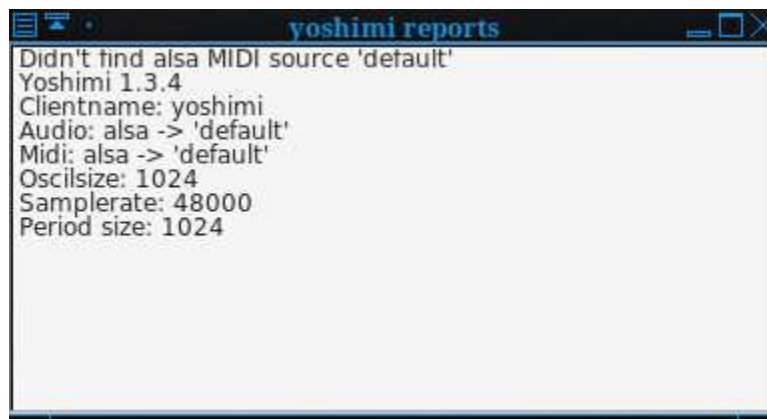 yoshimi reports
Didn't find alsa MIDI source 'default'
Yoshimi 1.3.4
Clientname: yoshimi
Audio: alsa -> 'default'
Midi: alsa -> 'default'
Oscilsize: 1024
Samplerate: 48000
Period size: 1024